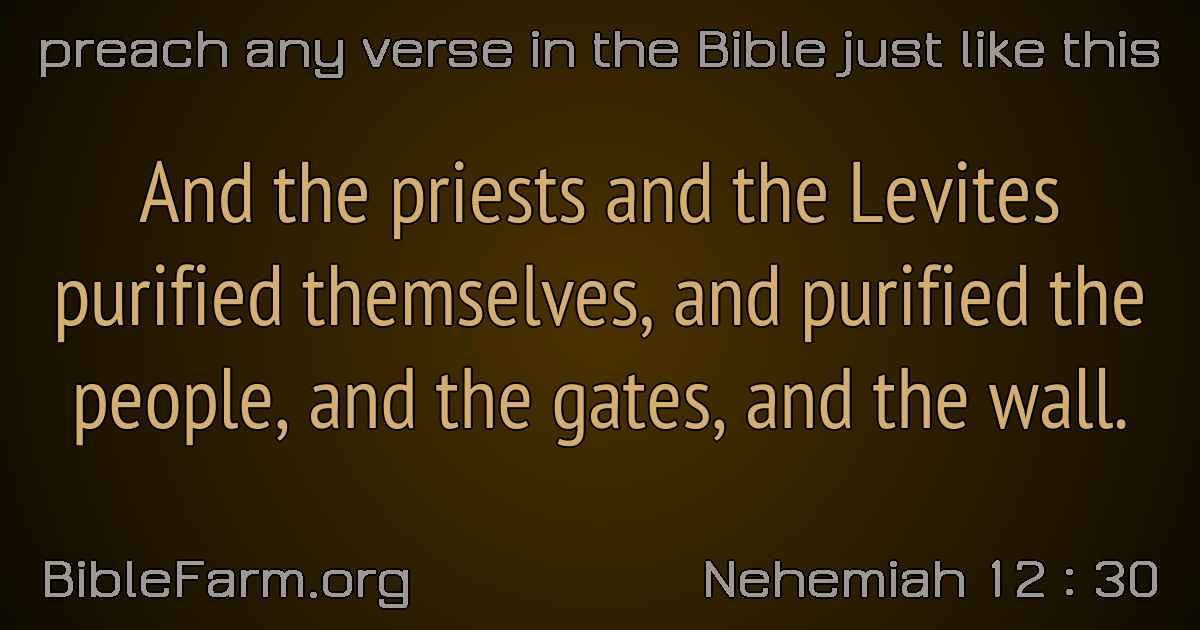 preach any verse in the Bible just like this
And the priests and the Levites
purified themselves, and purified the
people, and the gates, and the wall.
BibleFarm.org
Nehemiah 12 : 30